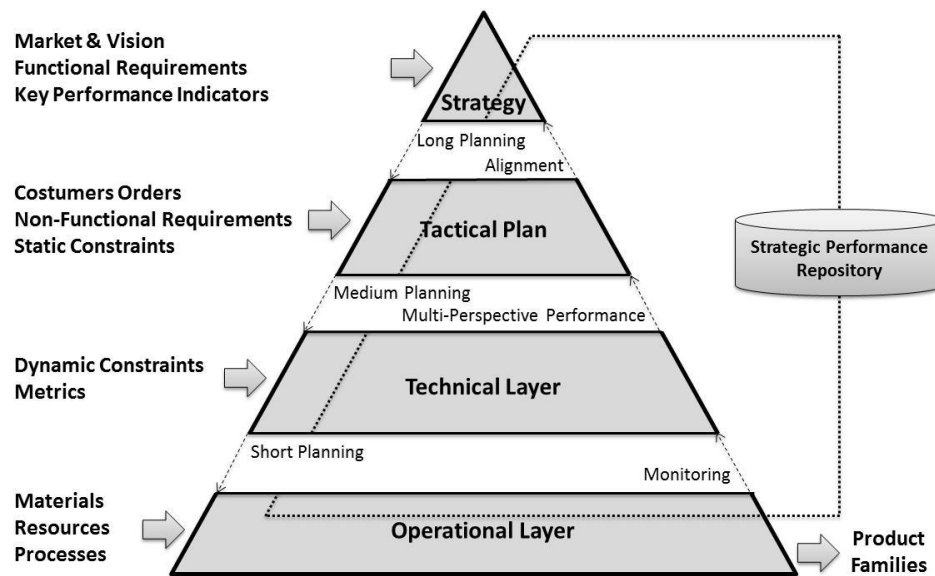 Market & Vision
Functional Requirements
Key Performance Indicators
Strategy
Long Planning
Alignment
Costumers Orders
Non-Functional Requirements
Static Constraints
Tactical Plan
Strategic Performance
Repository
Medium Planning
Multi-Perspective Performance
Dynamic Constraints
Metrics
Technical Layer
Short Planning
Monitoring
Materials
Resources
Processes
Operational Layer
Product
Families